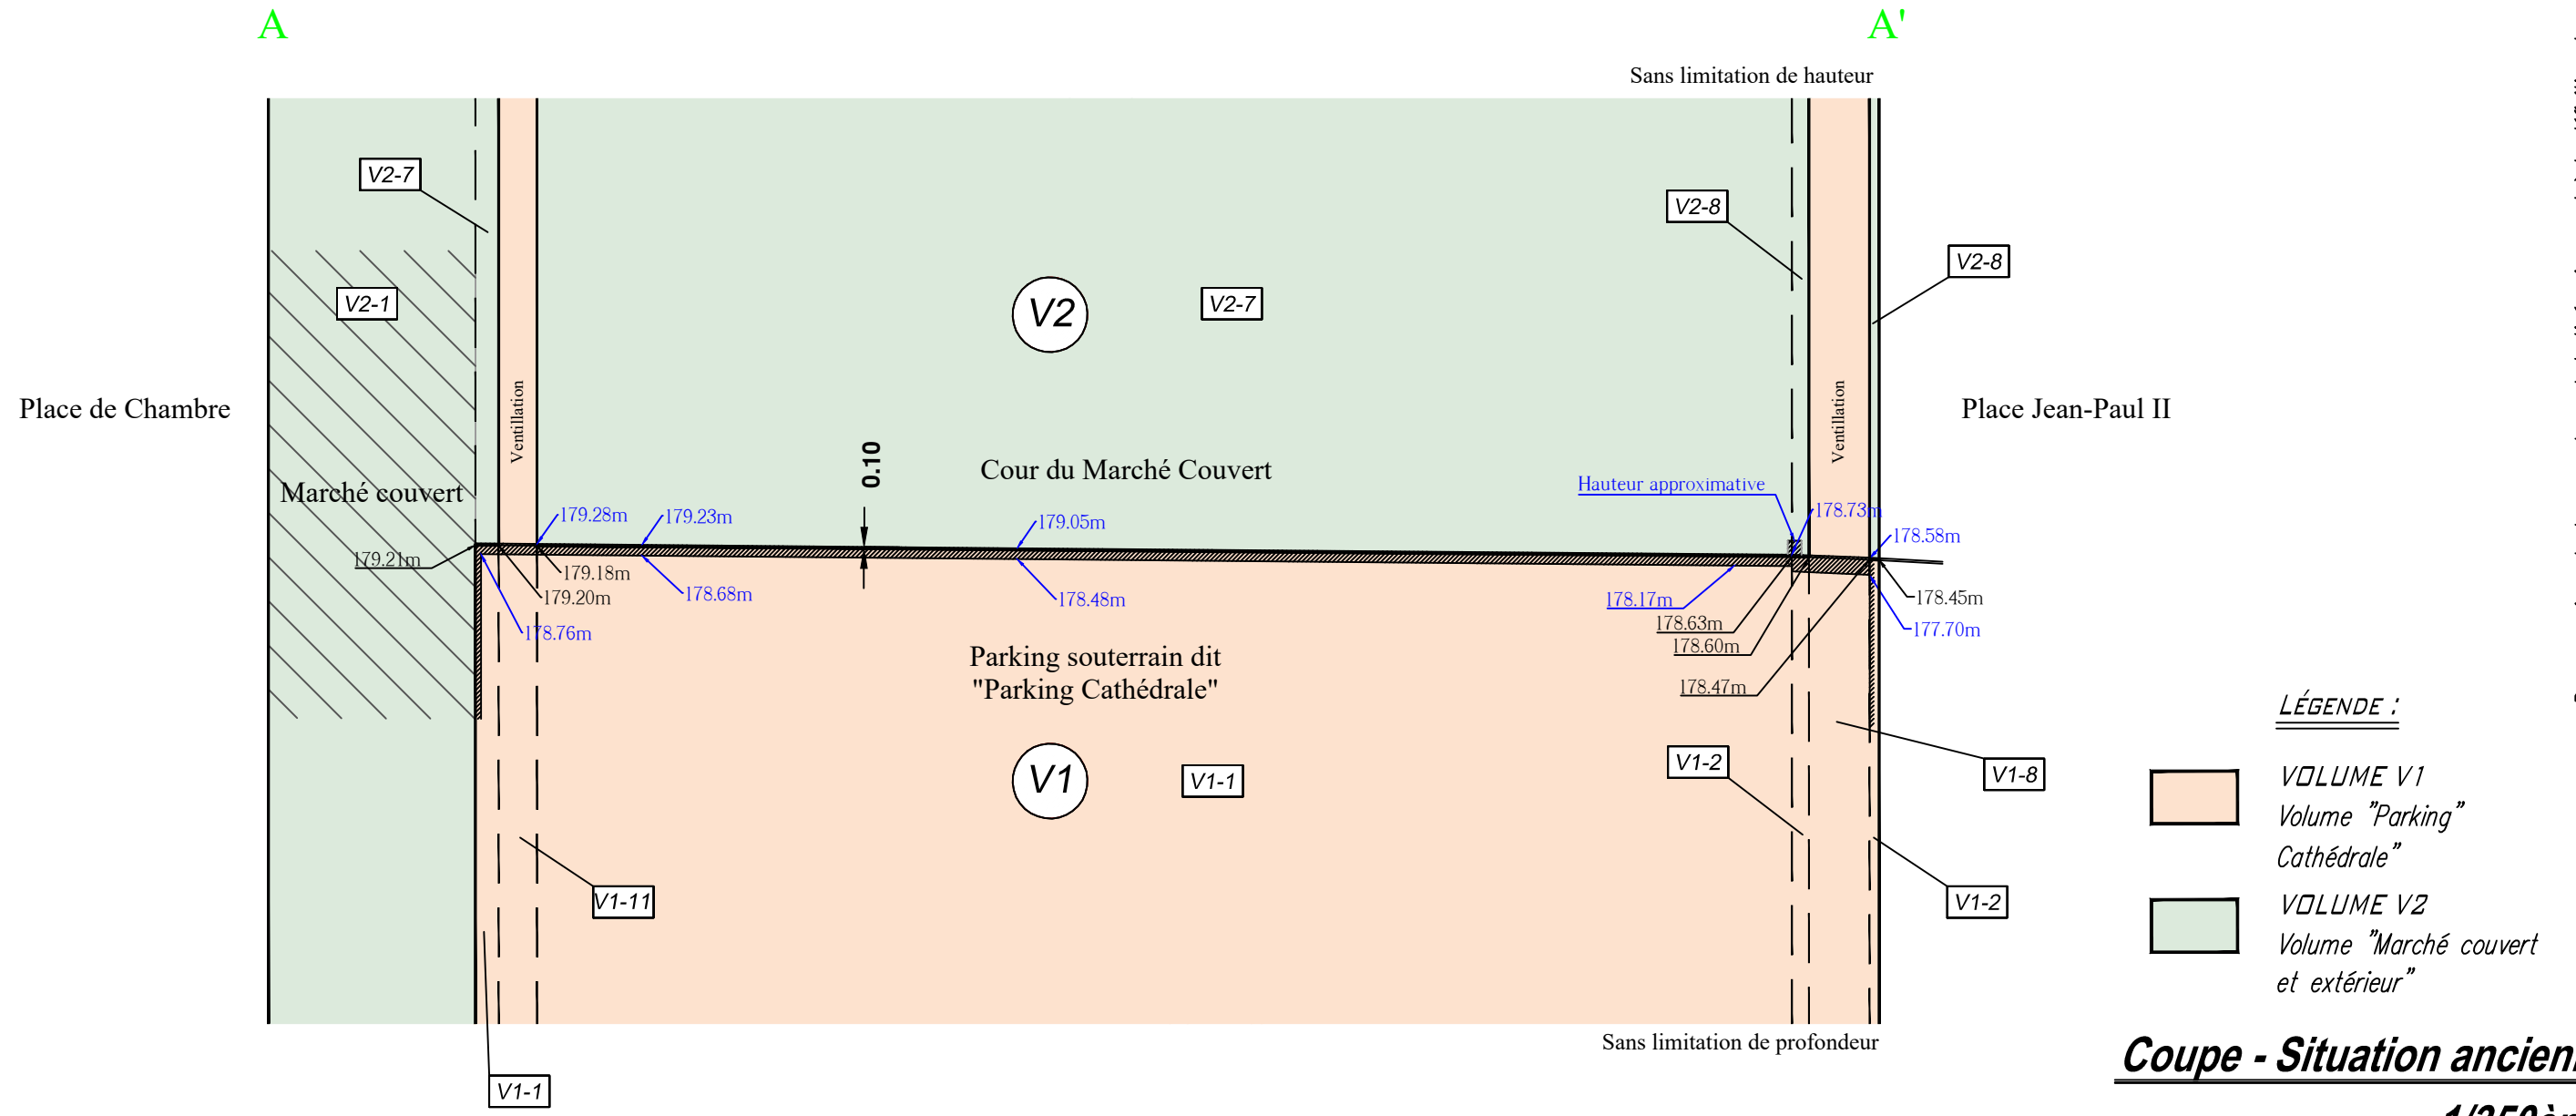 A
A'
Sans limitation de hauteur
V2-7
V2-8
V2-8
V2-1
V2
V2-7
Place de Chambre
Ventillation
Ventillation
Place Jean-Paul II
0.10
Cour du Marché Couvert
Marché couvert
Hauteur approximative
179.28m
179.23m
179.05m
178.73m
178.58m
179.21m
179.18m
179.20m
178.68m
178.48m
178.17m
178.45m
178.76m
178.63m
177.70m
178.60m
Parking souterrain dit
"Parking Cathédrale"
178.47m
LÉGENDE :
V1-2
V1
V1-1
V1-8
VOLUME V1
Volume "Parking"
Cathédrale"
V1-11
V1-2
VOLUME V2
Volume "Marché couvert
et extérieur"
Sans limitation de profondeur
Coupe - Situation
V1-1